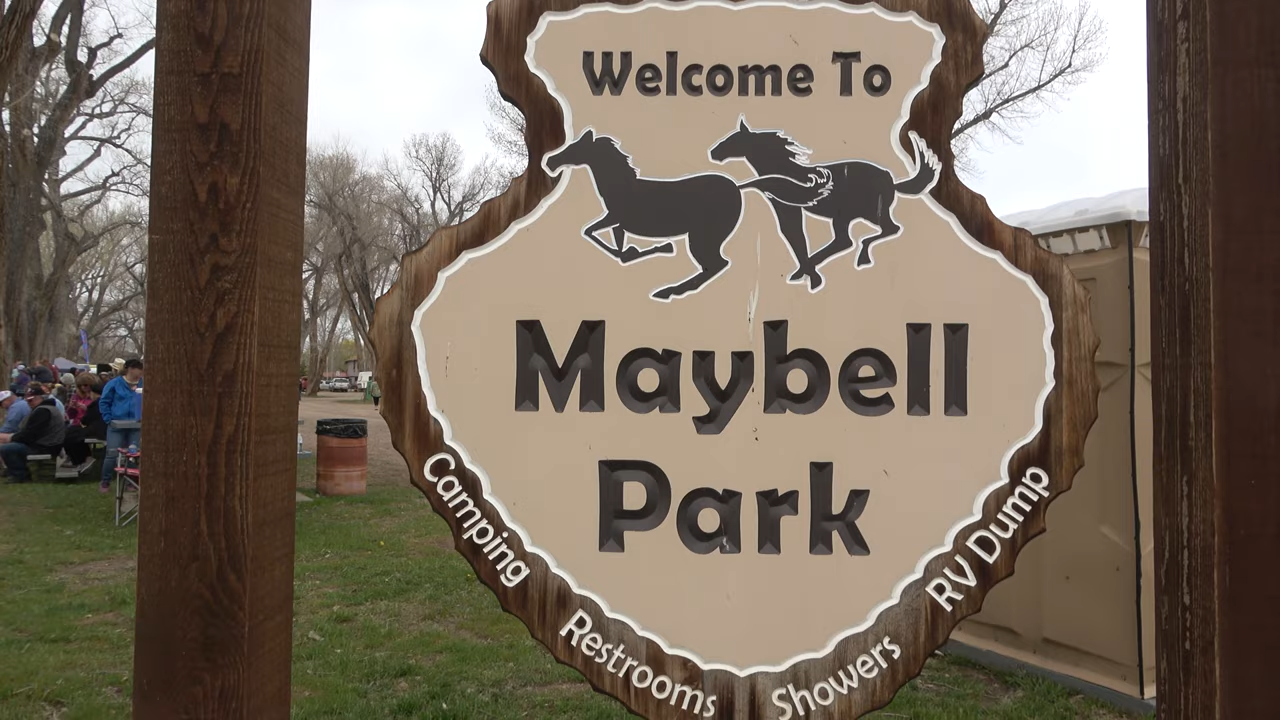 Welcome To
Maybell
Park
Camping
Restrooms
Showers
RV Dump